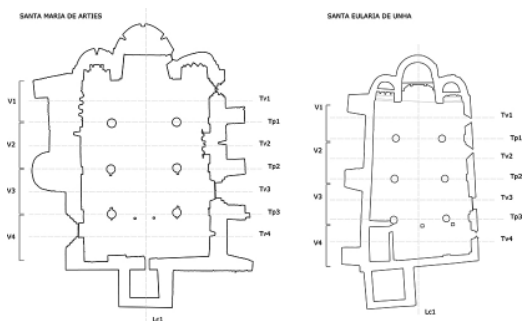 SANTA MARIA DE ARTIES
V1
V2
V3
V4
Tv1
Tp1
Tv2
Tp2
Tv3
Tp3
Tv4
Lc1
SANTA EULARIA DE UNHA
V1
V2
V3
V4
Tv1
Tp1
Tv2
Tp2
Tv3
Tp3
Tv4
Lc1